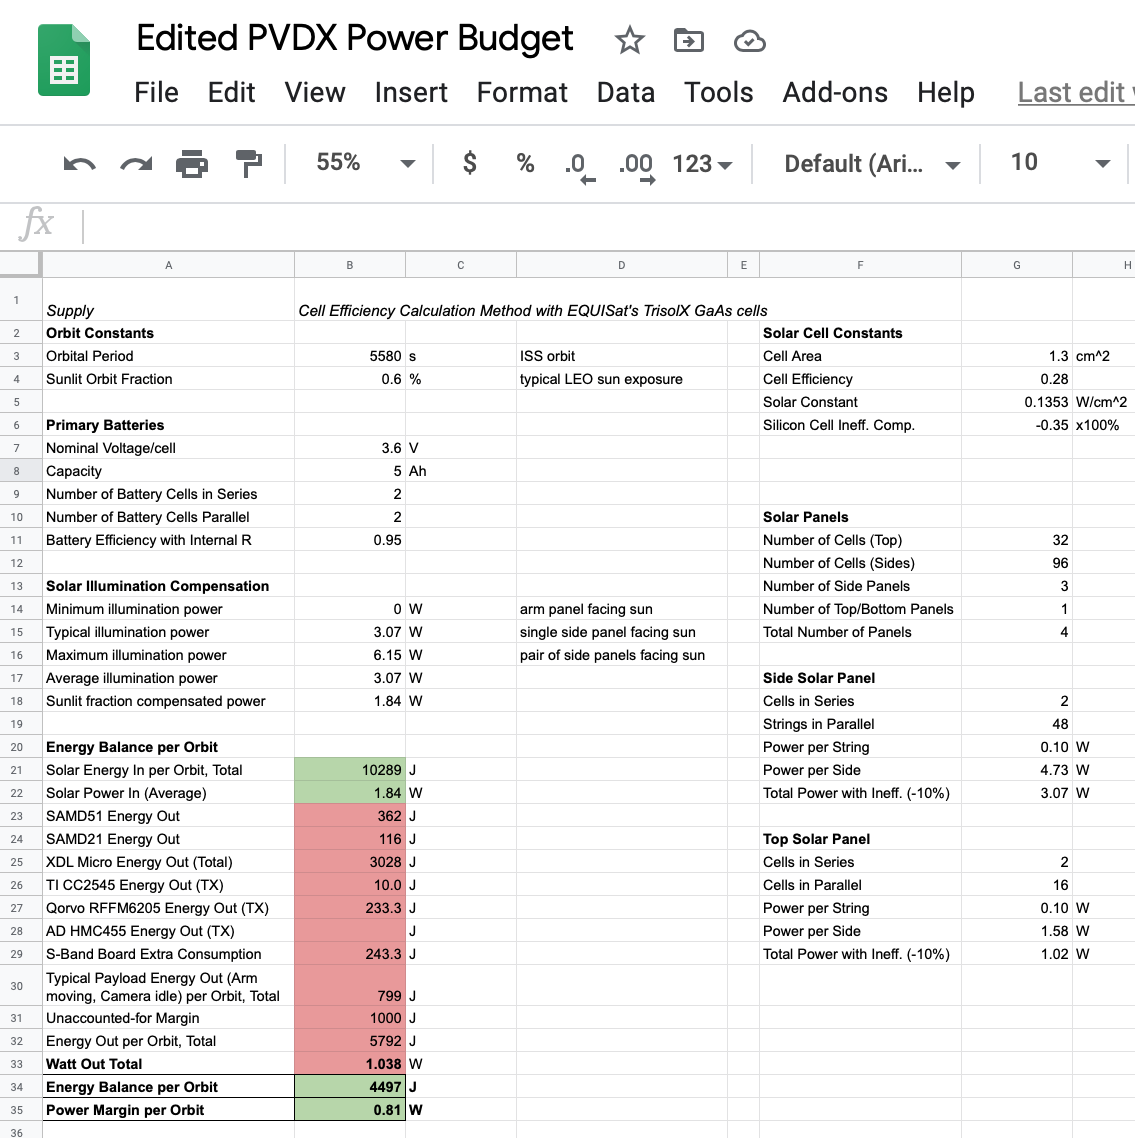 Edited PVDX Power Budget
File Edit View Insert Format Data Tools Add-ons Help Last edit
55% $ % .0 .00 123 Default (Ari... 10
fx
A B C D E F G H
1 Supply Cell Efficiency Calculation Method with EQUISat's TrisolX GaAs cells
2 Orbit Constants Solar Cell Constants
3 Orbital Period 5580 s ISS orbit Cell Area 1.3 cm^2
4 Sunlit Orbit Fraction 0.6 % typical LEO sun exposure Cell Efficiency 0.28
5 Solar Constant 0.1353 W/cm^2
6 Primary Batteries Silicon Cell Ineff. Comp. -0.35 x100%
7 Nominal Voltage/cell 3.6 V
8 Capacity 5 Ah
9 Number of Battery Cells in Series 2
10 Number of Battery Cells Parallel 2 Solar Panels
11 Battery Efficiency with Internal R 0.95 Number of Cells (Top) 32
12 Number of Cells (Sides) 96
13 Solar Illumination Compensation Number of Side Panels 3
14 Minimum illumination power 0 W arm panel facing sun Number of Top/Bottom Panels 1
15 Typical illumination power 3.07 W single side panel facing sun Total Number of Panels 4
16 Maximum illumination power 6.15 W pair of side panels facing sun
17 Average illumination power 3.07 W Side Solar Panel
18 Sunlit fraction compensated power 1.84 W Cells in Series 2
19 Strings in Parallel 48
20 Energy Balance per Orbit Power per String 0.10 W
21 Solar Energy In per Orbit, Total 10289 J Power per Side 4.73 W
22 Solar Power In (Average) 1.84 W Total Power with Ineff. (-10%) 3.07 W
23 SAMD51 Energy Out 362 J
24 SAMD21 Energy Out 116 J Top Solar Panel
25 XDL Micro Energy Out (Total) 3028 J Cells in Series 2
26 TI CC2545 Energy Out (TX) 10.0 J Cells in Parallel 16
27 Qorvo RFFM6205 Energy Out (TX) 233.3 J Power per String 0.10 W
28 AD HMC455 Energy Out (TX) J Power per Side 1.58 W
29 S-Band Board Extra Consumption 243.3 J Total Power with Ineff. (-10%) 1.02 W
30 Typical Payload Energy Out (Arm
moving, Camera idle) per Orbit, Total 799 J
31 Unaccounted-for Margin 1000 J
32 Energy Out per Orbit, Total 5792 J
33 Watt Out Total 1.038 W
34 Energy Balance per Orbit 4497 J
35 Power Margin per Orbit 0.81 W
36